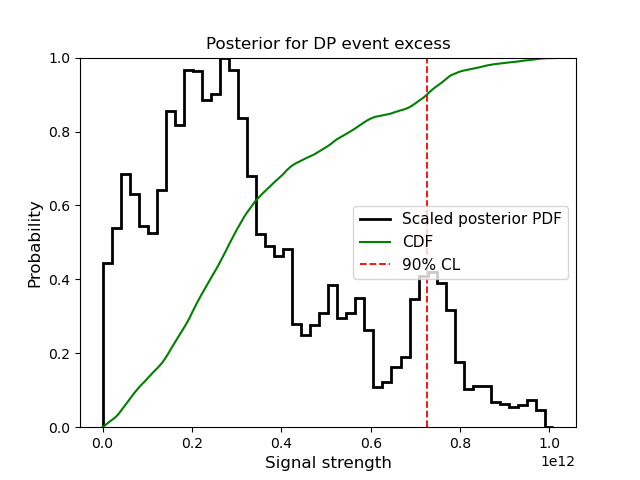 Posterior for DP event excess
Probability
1.0
0.8
0.6
0.4
0.2
0.0
Scaled posterior PDF
CDF
90% CL
0.0
0.2
0.4
0.6
0.8
1.0
1e12
Signal strength